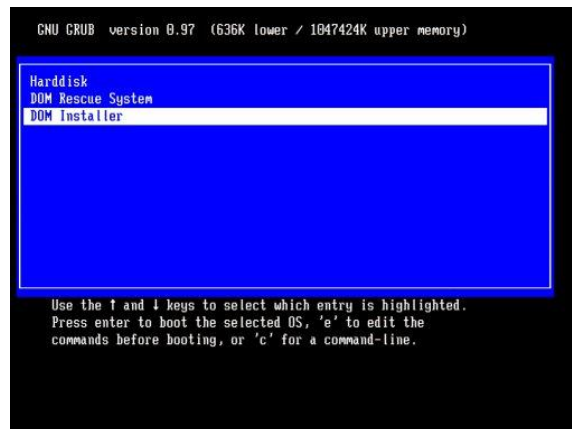 GNU GRUB version 0.97 (636K lower / 1047424K upper memory)
Harddisk
DOM Rescue System
DOM Installer
Use the ↑ and ↓ keys to select which entry is highlighted.
Press enter to boot the selected OS, 'e' to edit the
commands before booting, or 'c' for a command-line.